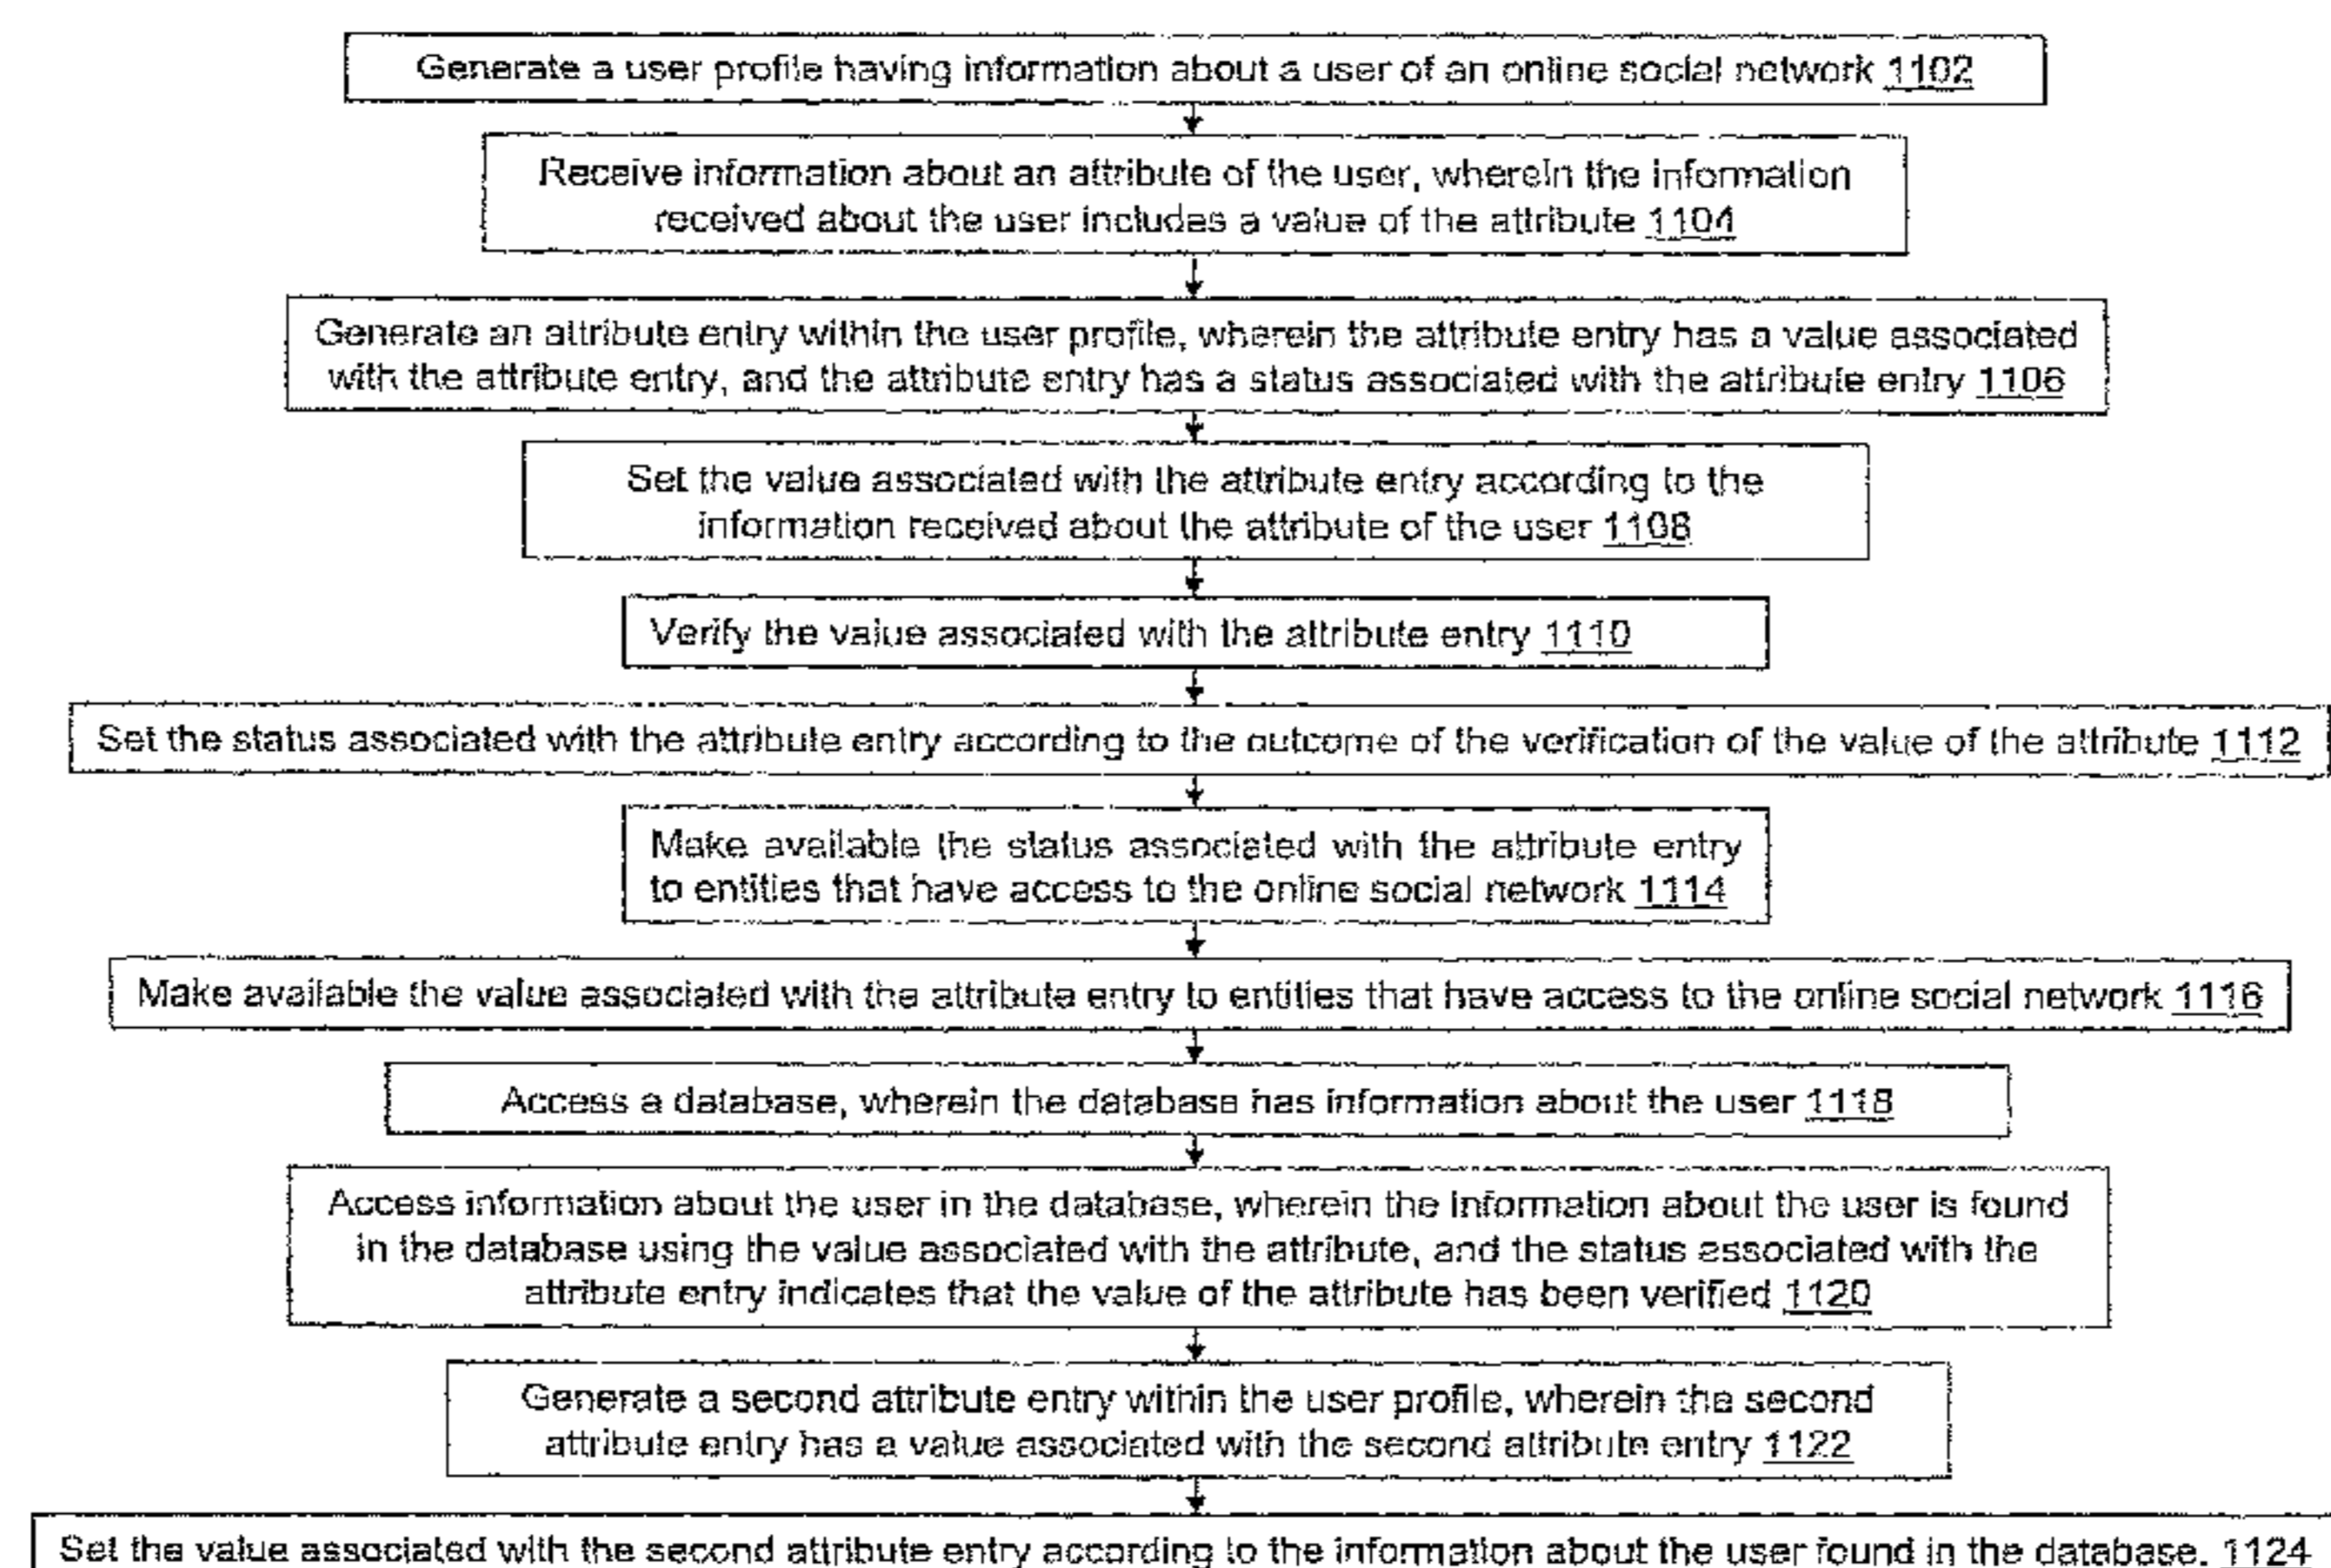 Generate a user profile having information about a user of an online social network 1102
Receive information about an attribute of the user, wherein the information
received about the user includes a value of the attribute 1104
Generate an attribute entry within the user profile, wherein the attribute entry has a value associated
with the attribute entry, and the attribute entry has a status associated with the attribute entry 1106
Set the value associated with the attribute entry according to the
information received about the attribute of the user 1108
Verify the value associated with the attribute entry 1110
Set the status associated with the attribute entry according to the outcome of the verification of the value of the attribute 1112
Make available the status associated with the attribute entry
to entities that have access to the online social network 1114
Make available the value associated with the attribute entry to entities that have access to the online social network 1116
Access a database, wherein the database has information about the user 1118
Access information about the user in the database, wherein the information about the user is found
in the database using the value associated with the attribute, and the status associated with the
attribute entry indicates that the value of the attribute has been verified 1120
Generate a second attribute entry within the user profile, wherein the second
attribute entry has a value associated with the second attribute entry 1122
Set the value associated with the second attribute entry according to the information about the user found in the database. 1124